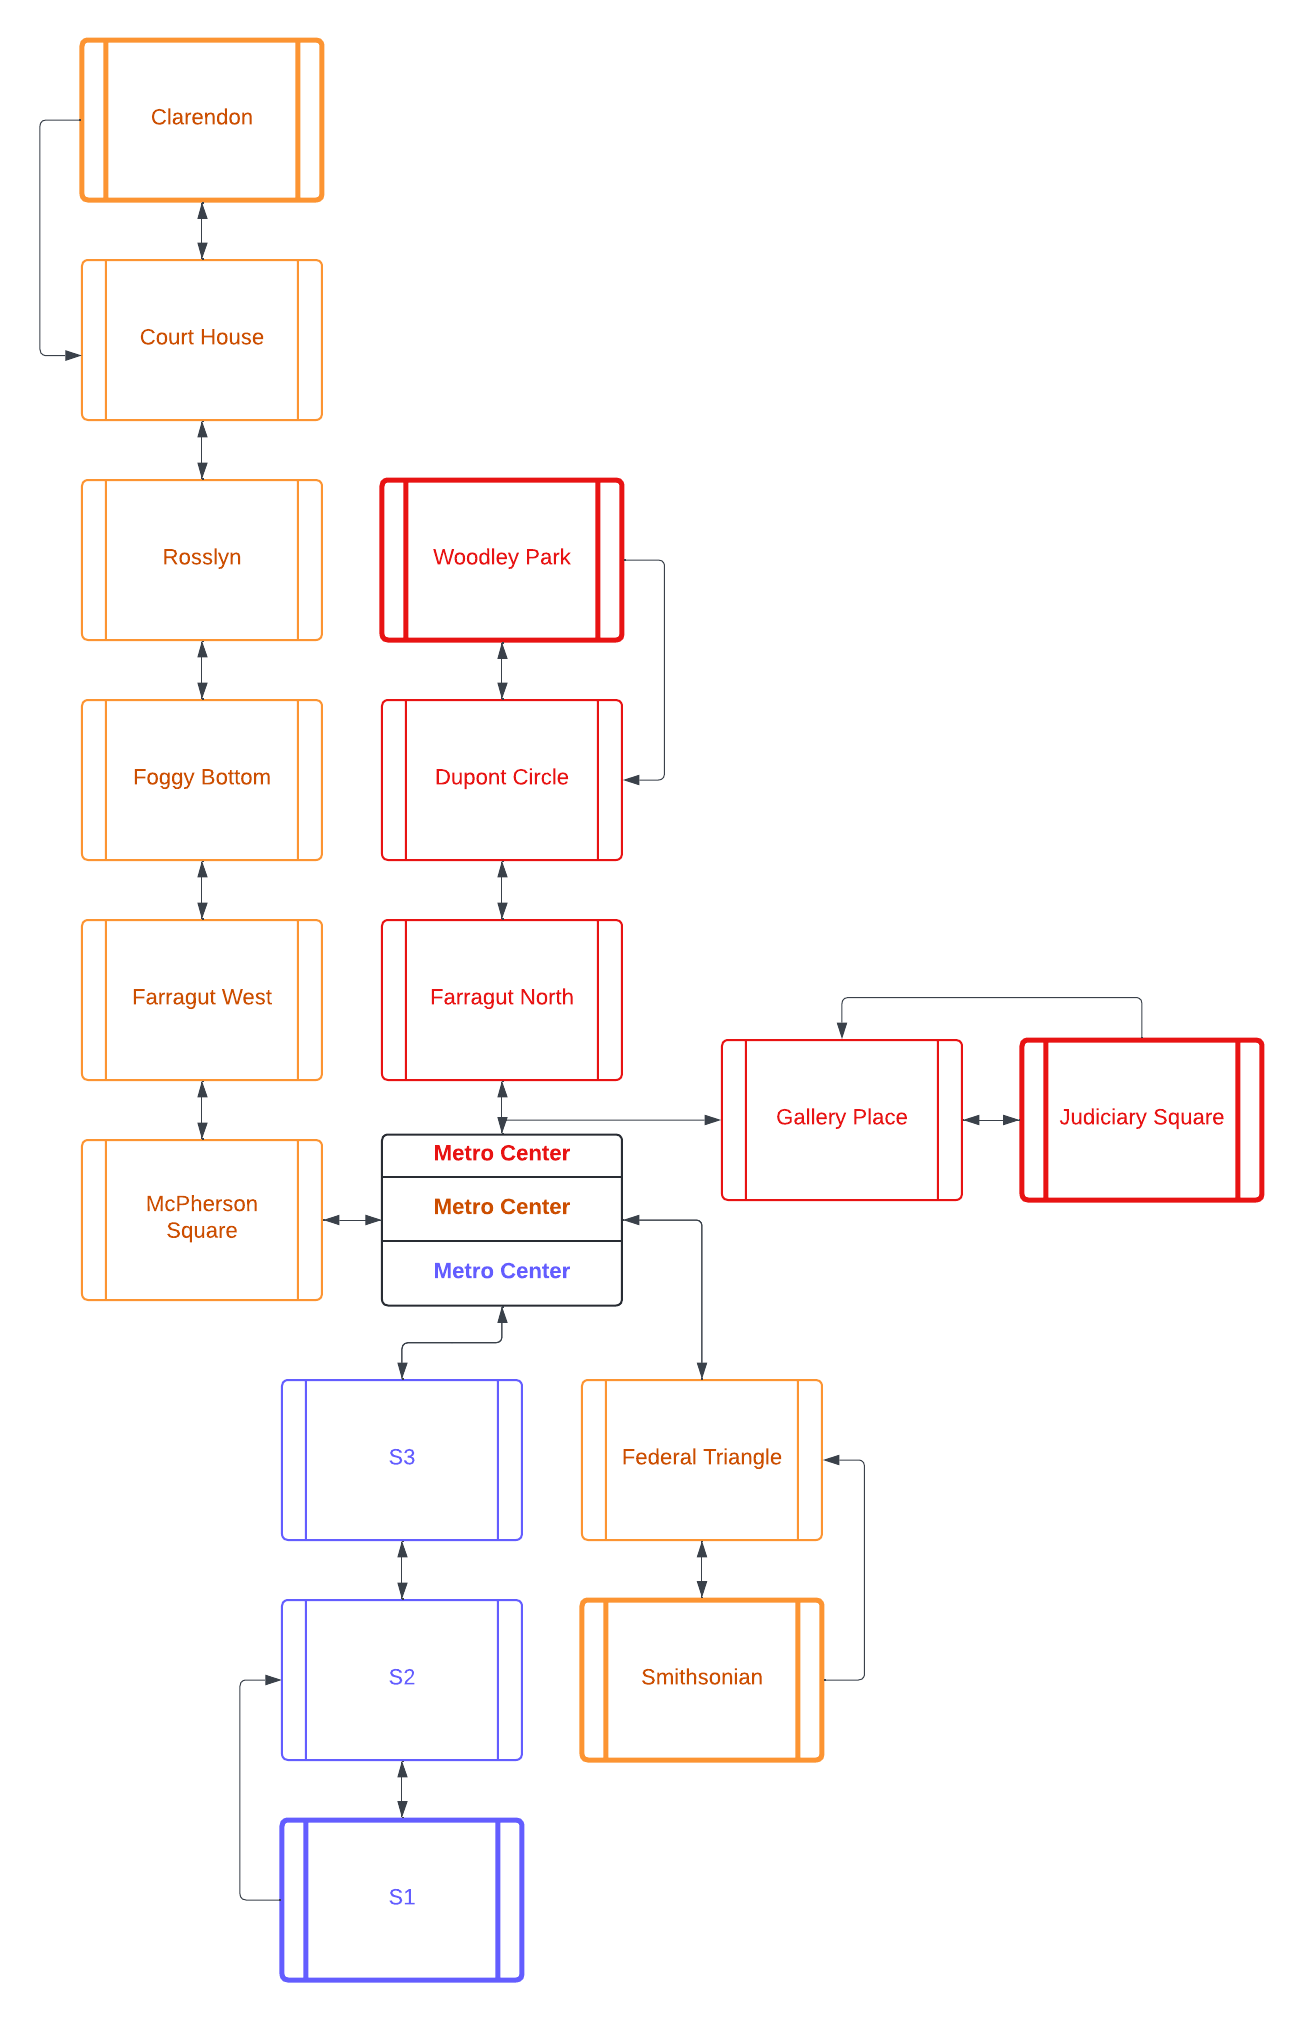 Clarendon
Court House
Rosslyn
Woodley Park
Foggy Bottom
Dupont Circle
Farragut West
Farragut North
Gallery Place
Judiciary Square
McPherson
Square
Metro Center
Metro Center
Metro Center
S3
Federal Triangle
S2
Smithsonian
S1